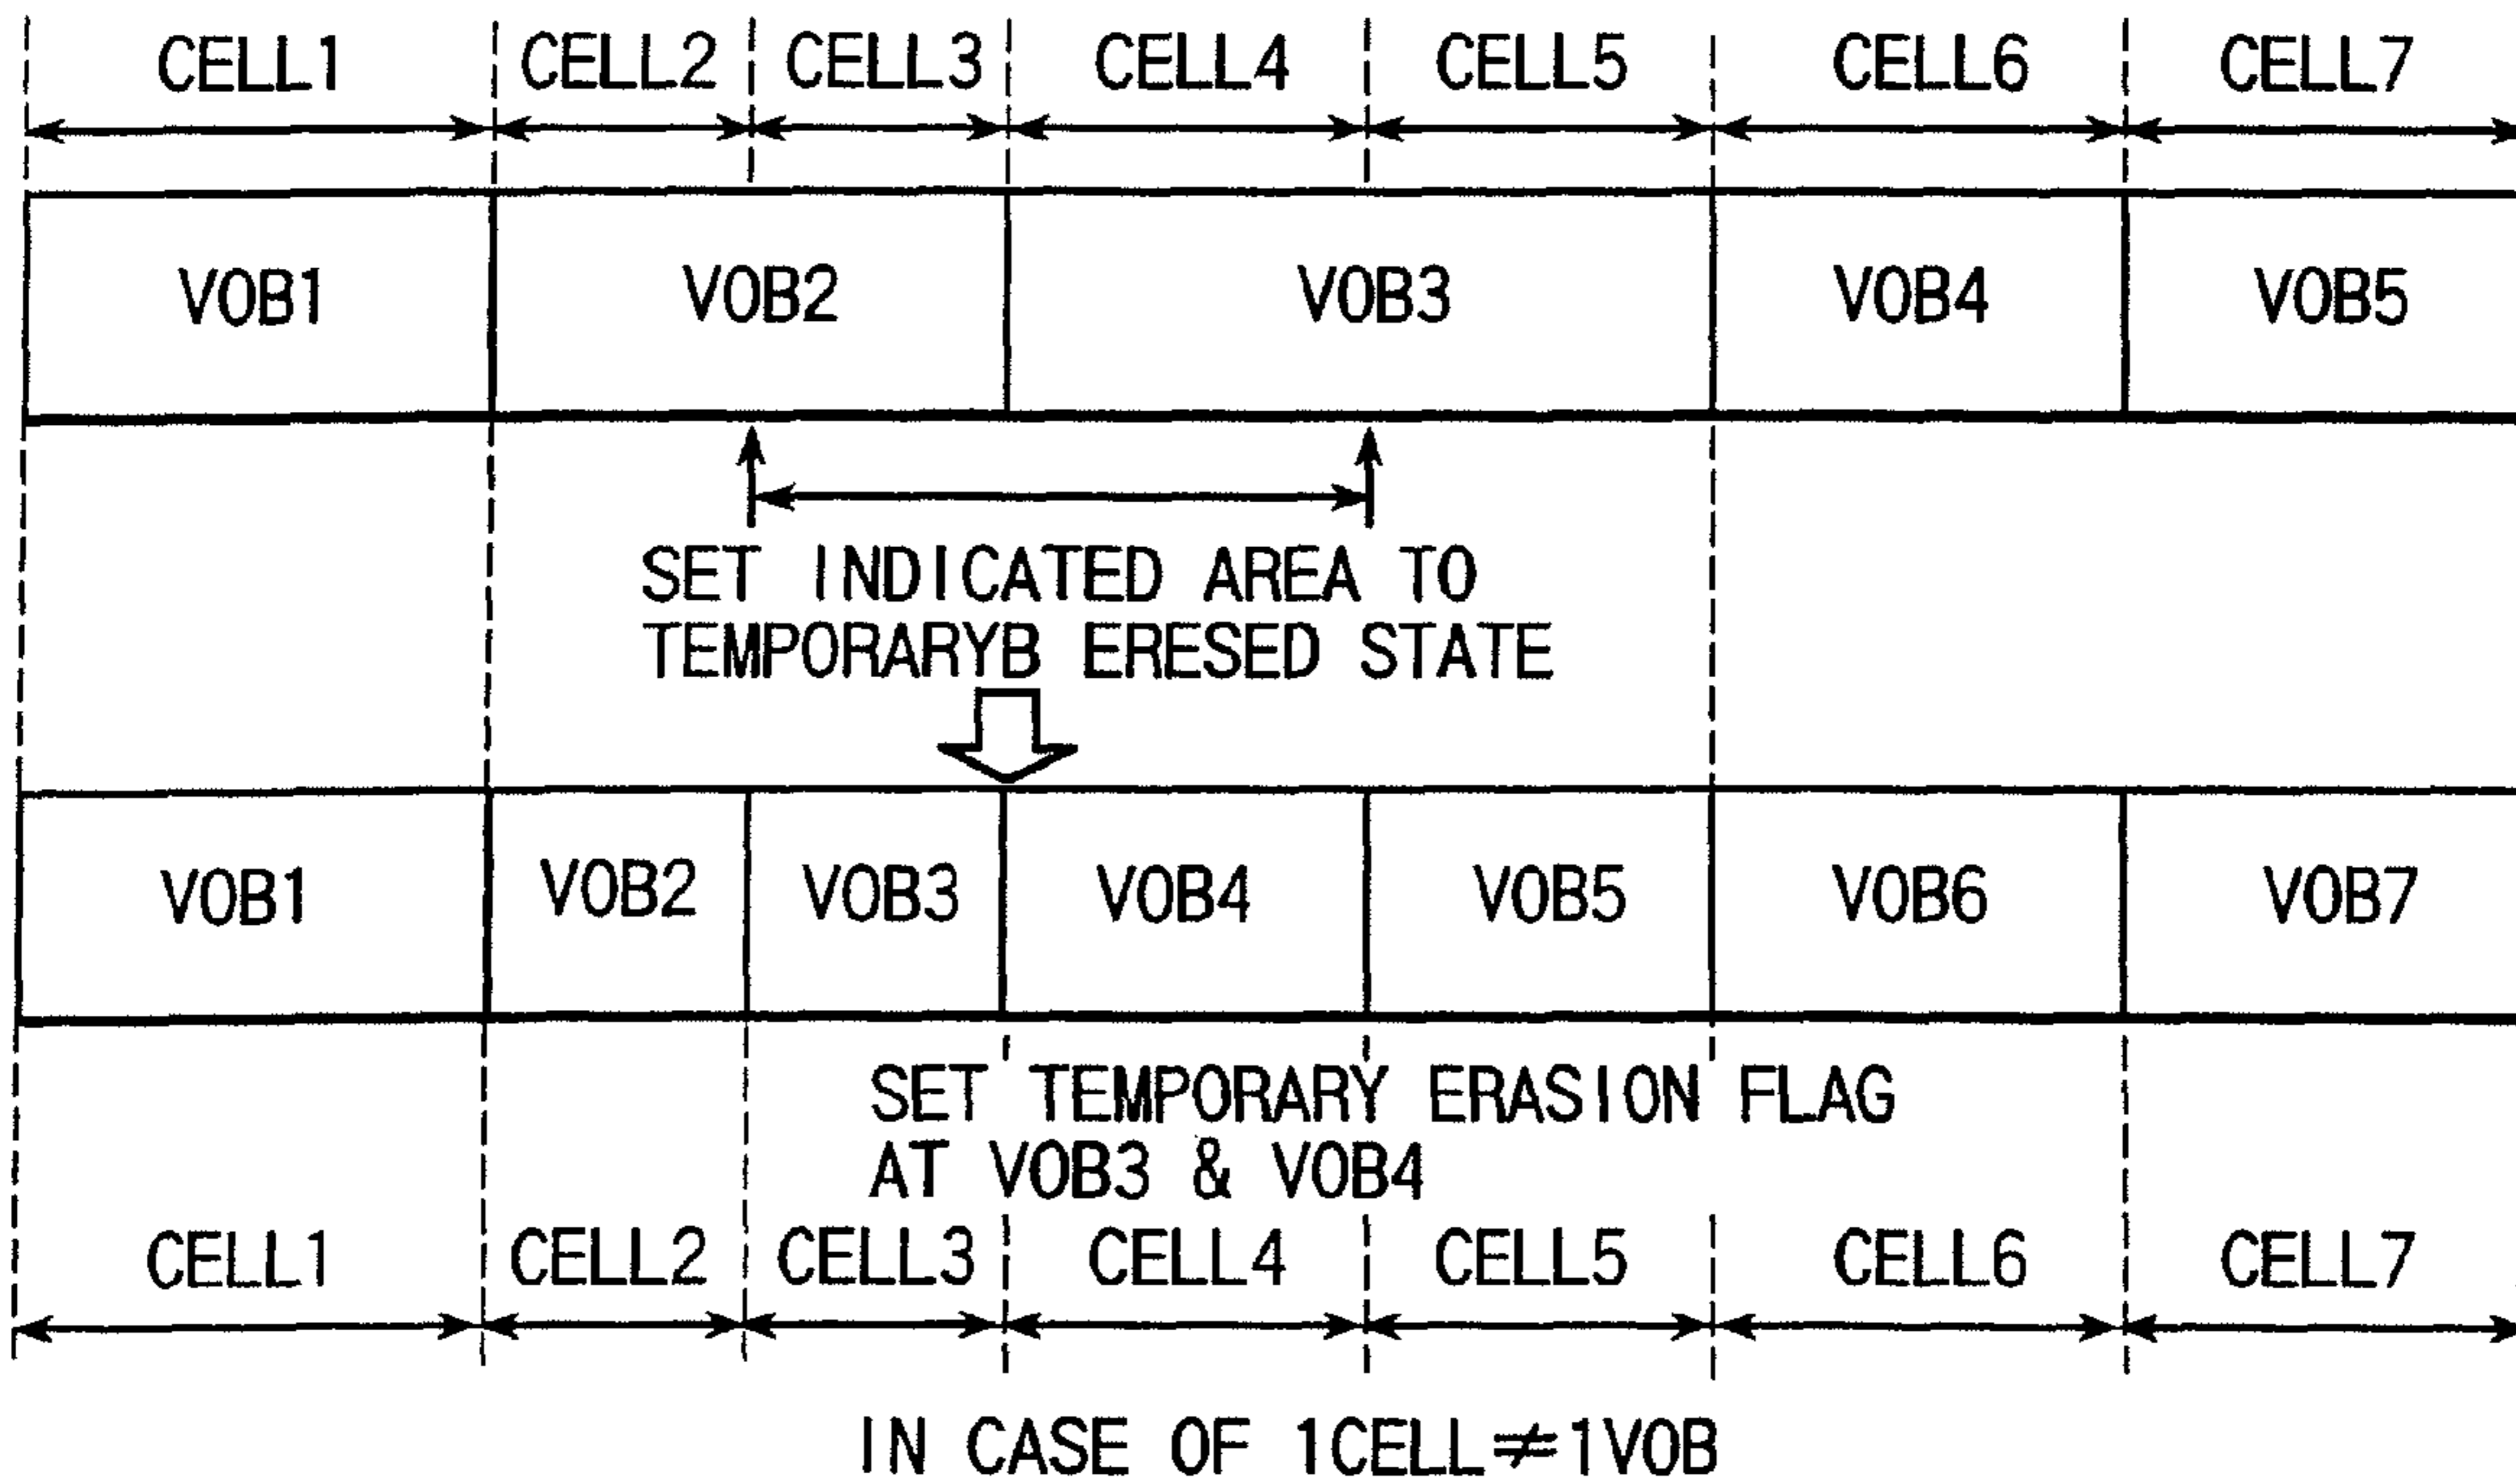 CELL1 CELL2 CELL3 CELL4 CELL5 CELL6 CELL7
VOB1 VOB2 VOB3 VOB4 VOB5
SET INDICATED AREA TO
TEMPORARYB ERESED STATE
VOB1 VOB2 VOB3 VOB4 VOB5 VOB6 VOB7
SET TEMPORARY ERASION FLAG
AT VOB3 & VOB4
CELL1 CELL2 CELL3 CELL4 CELL5 CELL6 CELL7
IN CASE OF 1CELL≠1VOB